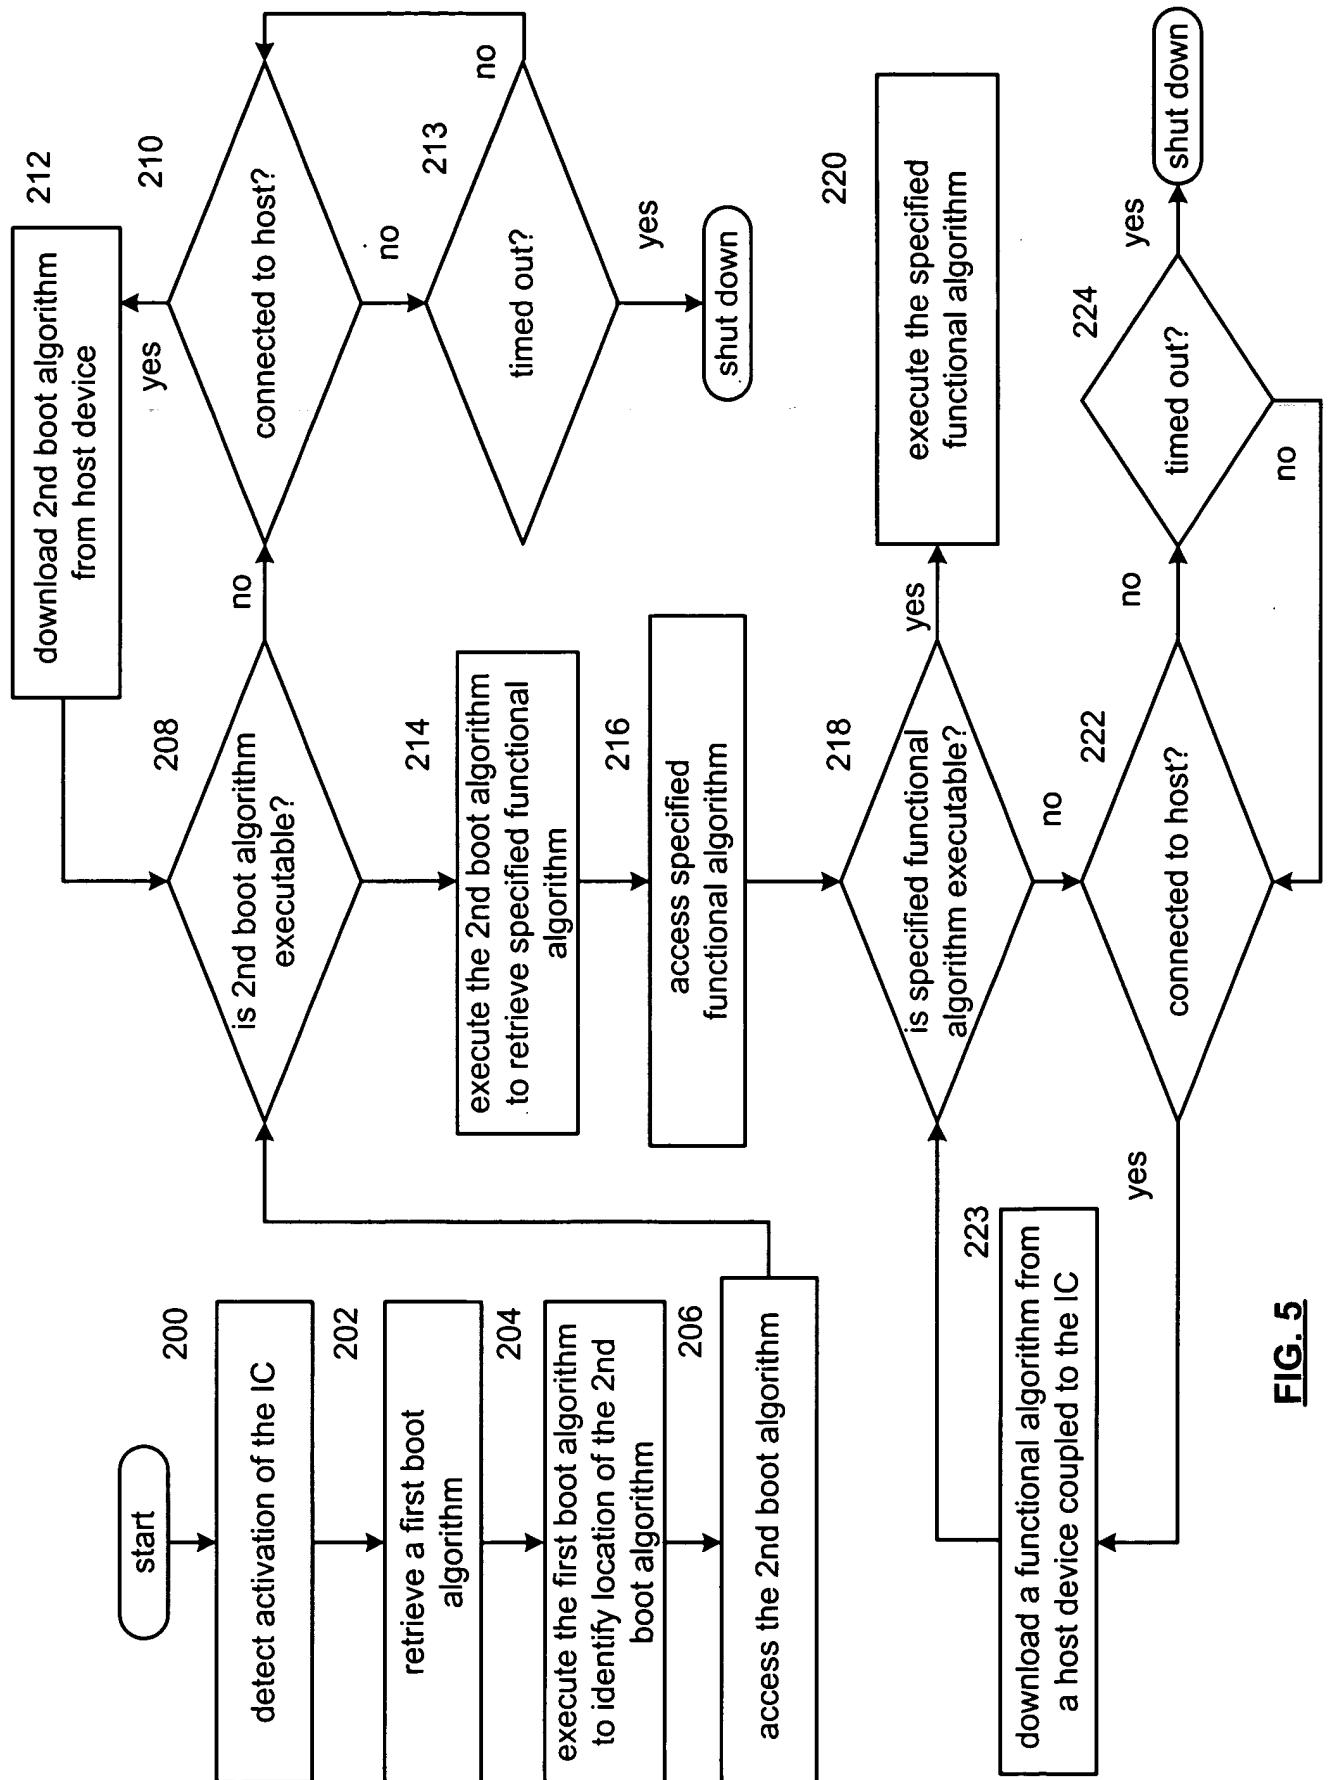 start
200
detect activation of the IC
202
retrieve a first boot
algorithm
204
execute the first boot algorithm
to identify location of the 2nd
boot algorithm
206
access the 2nd boot algorithm
208
is 2nd boot algorithm
executable?
no
210
connected to host?
yes
212
download 2nd boot algorithm
from host device
no
213
timed out?
no
yes
shut down
214
execute the 2nd boot algorithm
to retrieve specified functional
algorithm
216
access specified
functional algorithm
218
is specified functional
algorithm executable?
yes
220
execute the specified
functional algorithm
no
222
connected to host?
yes
223
download a functional algorithm from
a host device coupled to the IC
no
224
timed out?
no
yes
shut down
FIG. 5